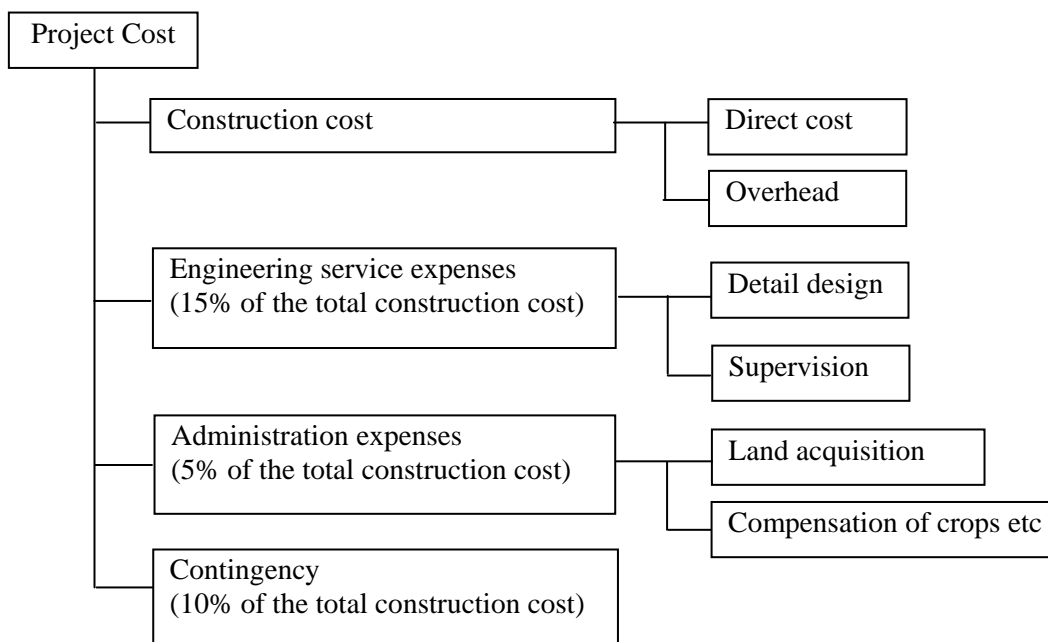 Project Cost
Construction cost
Direct cost
Overhead
Engineering service expenses
(15% of the total construction cost)
Detail design
Supervision
Administration expenses
(5% of the total construction cost)
Land acquisition
Compensation of crops etc
Contingency
(10% of the total construction cost)